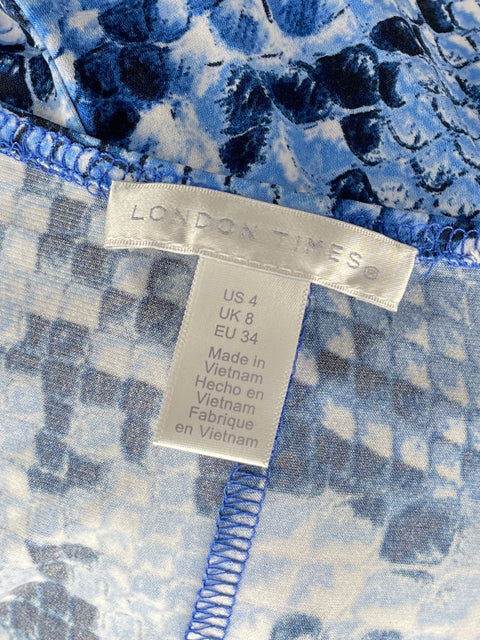 LONDON TIMES®
US 4
UK 8
EU 34
Made in
Vietnam
Hecho en
Vietnam
Fabrique
en Vietnam